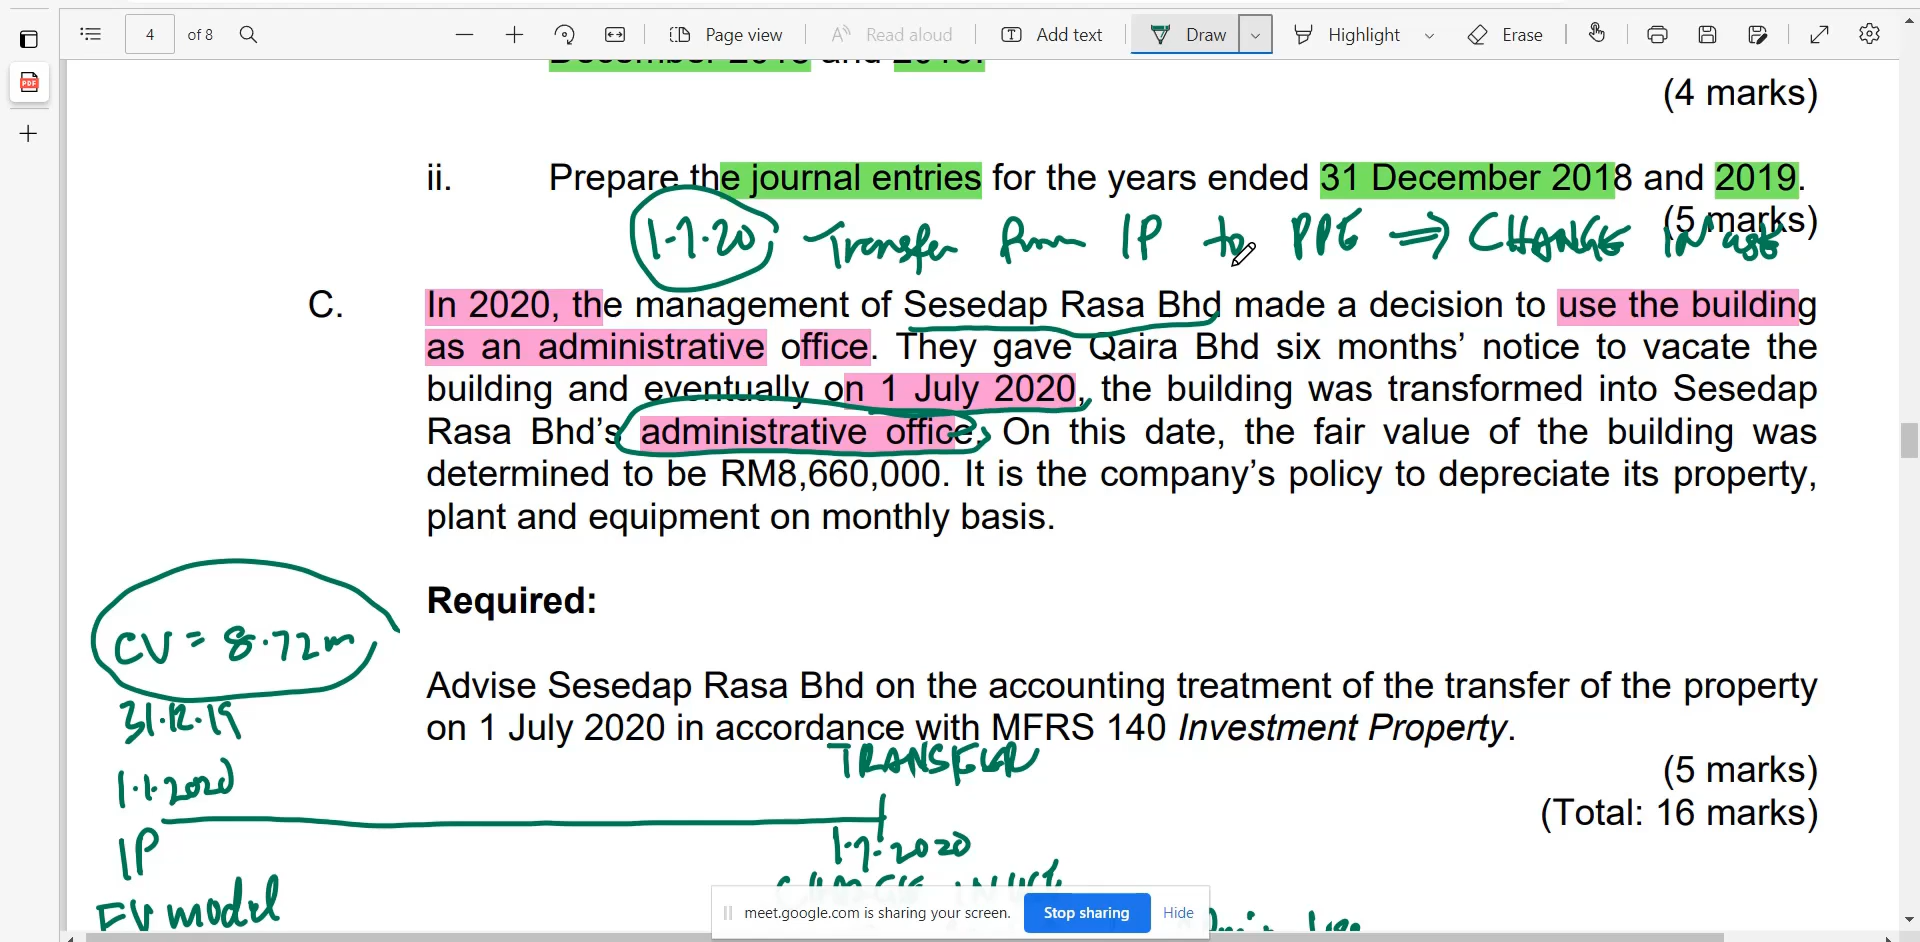 4 of 8 Page view Read aloud Add text Draw Highlight Erase
December 2018 and 2019.
(4 marks)
ii. Prepare the journal entries for the years ended 31 December 2018 and 2019.
(5 marks)
1.7.20 Transfer from IP to PPE ⇒ CHANGE IN use
C. In 2020, the management of Sesedap Rasa Bhd made a decision to use the building
as an administrative office. They gave Qaira Bhd six months' notice to vacate the
building and eventually on 1 July 2020, the building was transformed into Sesedap
Rasa Bhd's administrative office. On this date, the fair value of the building was
determined to be RM8,660,000. It is the company's policy to depreciate its property,
plant and equipment on monthly basis.
Required:
CV = 8.72m
Advise Sesedap Rasa Bhd on the accounting treatment of the transfer of the property
31.12.19
on 1 July 2020 in accordance with MFRS 140 Investment Property.
TRANSFER
(5 marks)
1.1.2020
(Total: 16 marks)
IP
1.7.2020
CHANGE IN USE
FV model
meet.google.com is sharing your screen. Stop sharing Hide